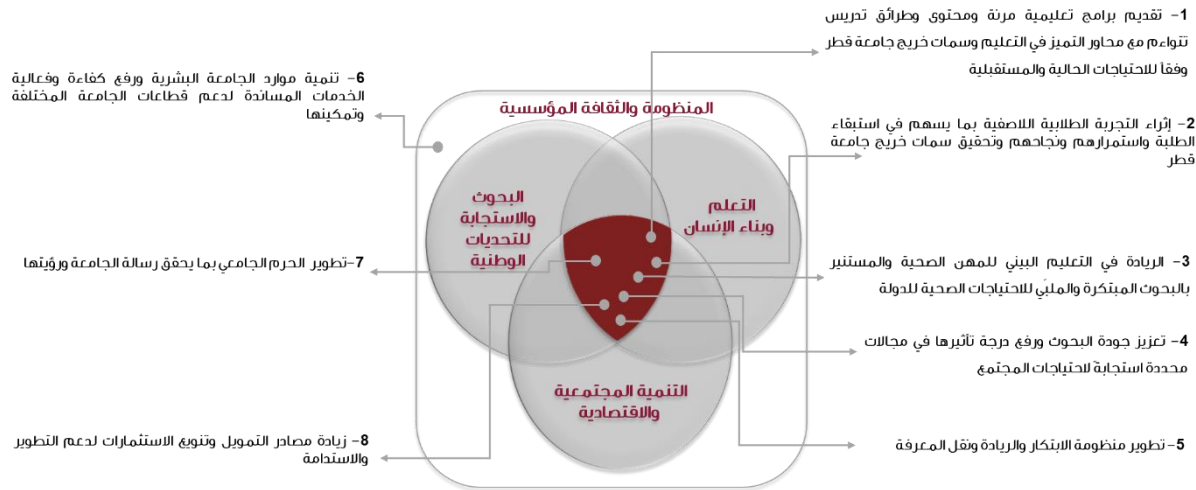 1- تقديم برامج تعليمية مرنة ومحتوى وطرائق تدريس
تتواءم مع محاور التميز في التعليم وسمات خريج جامعة قطر
وفقاً للاحتياجات الحالية والمستقبلية
2- إثراء التجربة الطلابية اللاصفية بما يسهم في استبقاء
الطلبة واستمرارهم ونجاحهم وتحقيق سمات خريج جامعة
قطر
3- الريادة في التعليم البيني للمهن الصحية والمستنير
بالبحوث المبتكرة والملبّي للاحتياجات الصحية للدولة
4- تعزيز جودة البحوث ورفع درجة تأثيرها في مجالات
محددة استجابةً لاحتياجات المجتمع
5- تطوير منظومة الابتكار والريادة ونقل المعرفة
المنظومة والثقافة المؤسسية
التعلم
وبناء الإنسان
البحوث
والاستجابة
للتحديات
الوطنية
التنمية المجتمعية
والاقتصادية
6- تنمية موارد الجامعة البشرية ورفع كفاءة وفعالية
الخدمات المساندة لدعم قطاعات الجامعة المختلفة
وتمكينها
7-تطوير الحرم الجامعي بما يحقق رسالة الجامعة ورؤيتها
8- زيادة مصادر التمويل وتنويع الاستثمارات لدعم التطوير
والاستدامة